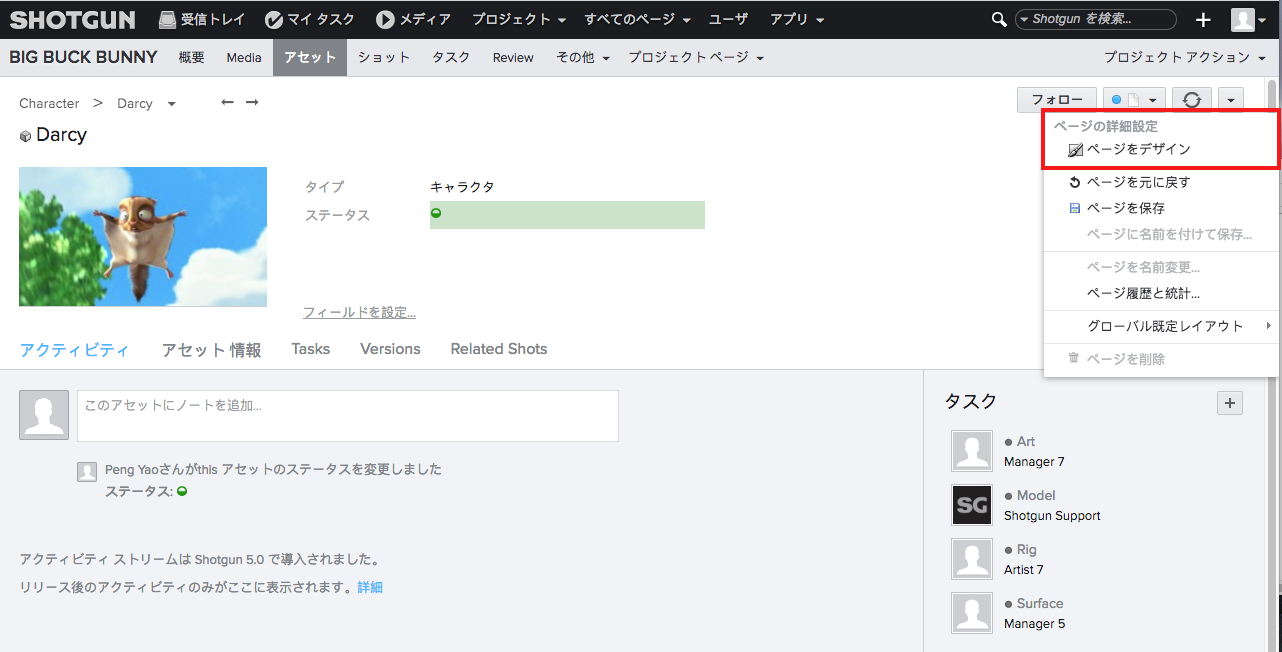 SHOTGUN 受信トレイ マイ タスク メディア プロジェクト すべてのページ ユーザ アプリ Shotgun を検索...
BIG BUCK BUNNY 概要 Media アセット ショット タスク Review その他 プロジェクト ページ プロジェクト アクション
Character > Darcy ← →
フォロー
Darcy
ページの詳細設定
ページをデザイン
ページを元に戻す
ページを保存
ページに名前を付けて保存...
ページを名前変更...
ページ履歴と統計...
グローバル既定レイアウト
ページを削除
タイプ キャラクタ
ステータス
フィールドを設定...
アクティビティ アセット 情報 Tasks Versions Related Shots
このアセットにノートを追加...
Peng Yaoさんがthis アセットのステータスを変更しました
ステータス:
アクティビティ ストリームは Shotgun 5.0 で導入されました。
リリース後のアクティビティのみがここに表示されます。詳細
タスク +
Art
Manager 7
SG
Model
Shotgun Support
Rig
Artist 7
Surface
Manager 5